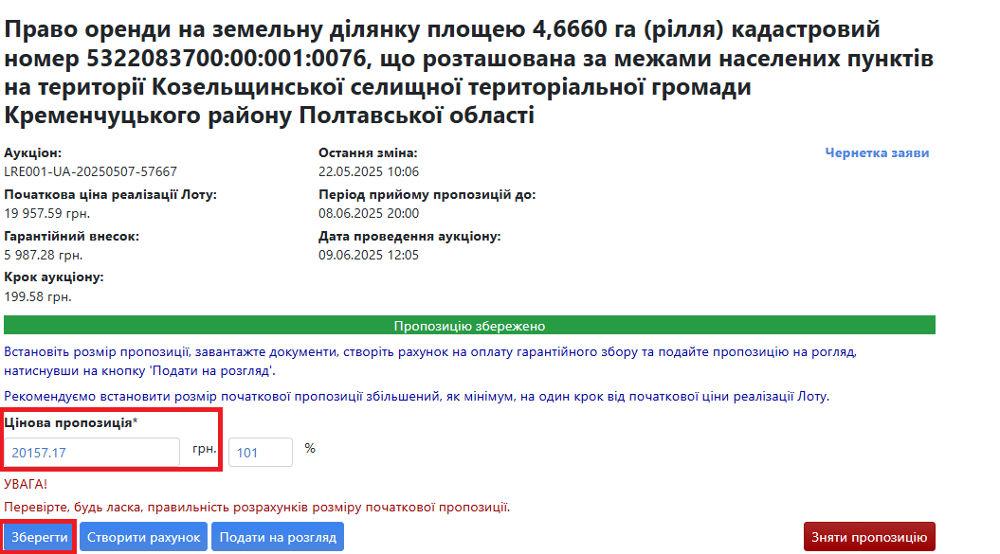 Право оренди на земельну ділянку площею 4,6660 га (рілля) кадастровий
номер 5322083700:00:001:0076, що розташована за межами населених пунктів
на території Козельщинської селищної територіальної громади
Кременчуцького району Полтавської області
Аукціон:
LRE001-UA-20250507-57667
Остання зміна:
22.05.2025 10:06
Чернетка заяви
Початкова ціна реалізації Лоту:
19 957.59 грн.
Період прийому пропозицій до:
08.06.2025 20:00
Гарантійний внесок:
5 987.28 грн.
Дата проведення аукціону:
09.06.2025 12:05
Крок аукціону:
199.58 грн.
Пропозицію збережено
Встановіть розмір пропозиції, завантажте документи, створіть рахунок на оплату гарантійного збору та подайте пропозицію на рогляд,
натиснувши на кнопку 'Подати на розгляд'.
Рекомендуємо встановити розмір початкової пропозиції збільшений, як мінімум, на один крок від початкової ціни реалізації Лоту.
Цінова пропозиція*
20157.17 грн. 101 %
УВАГА!
Перевірте, будь ласка, правильність розрахунків розміру початкової пропозиції.
Зберегти Створити рахунок Подати на розгляд Зняти пропозицію